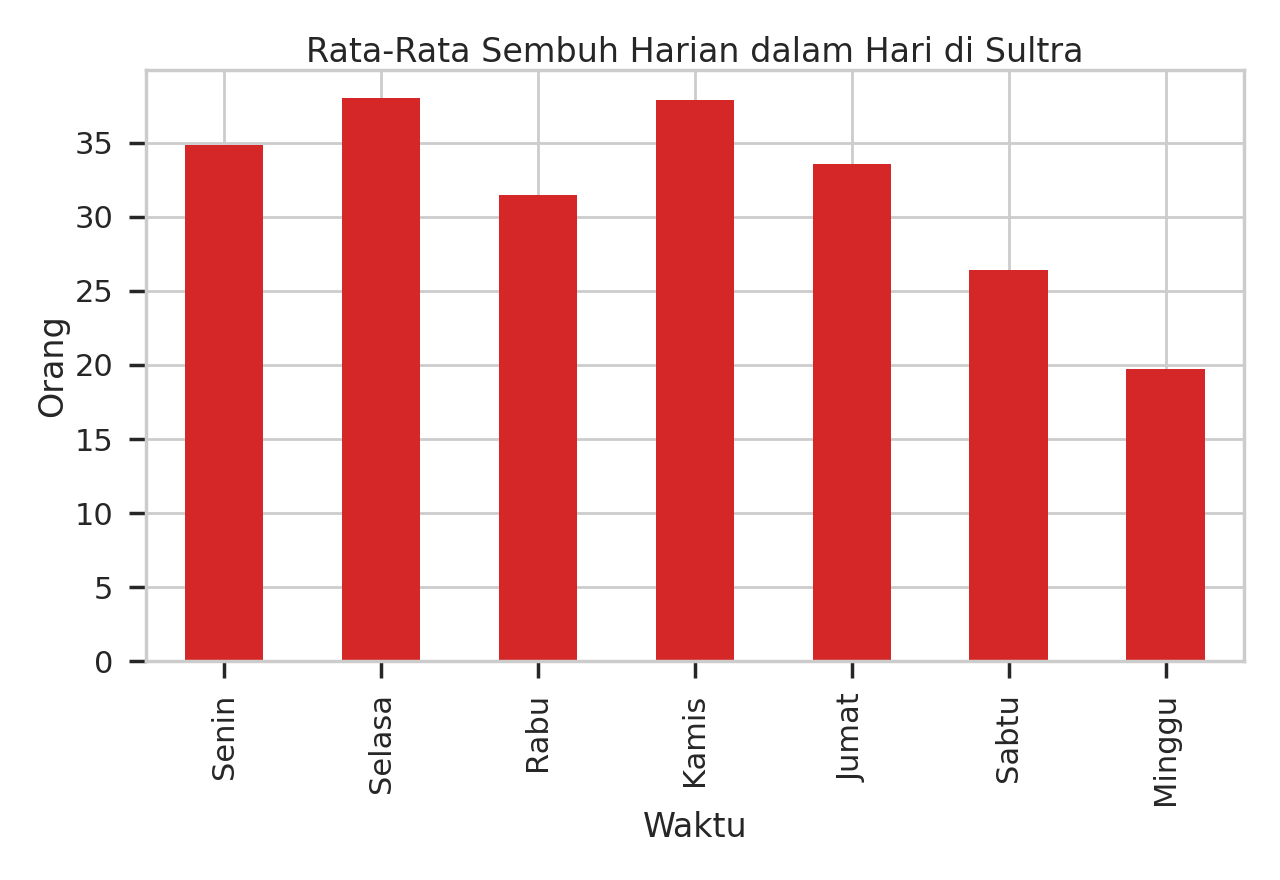 Rata-Rata Sembuh Harian dalam Hari di Sultra
Orang
35
30
25
20
15
10
5
0
Senin
Selasa
Rabu
Kamis
Jumat
Sabtu
Minggu
Waktu